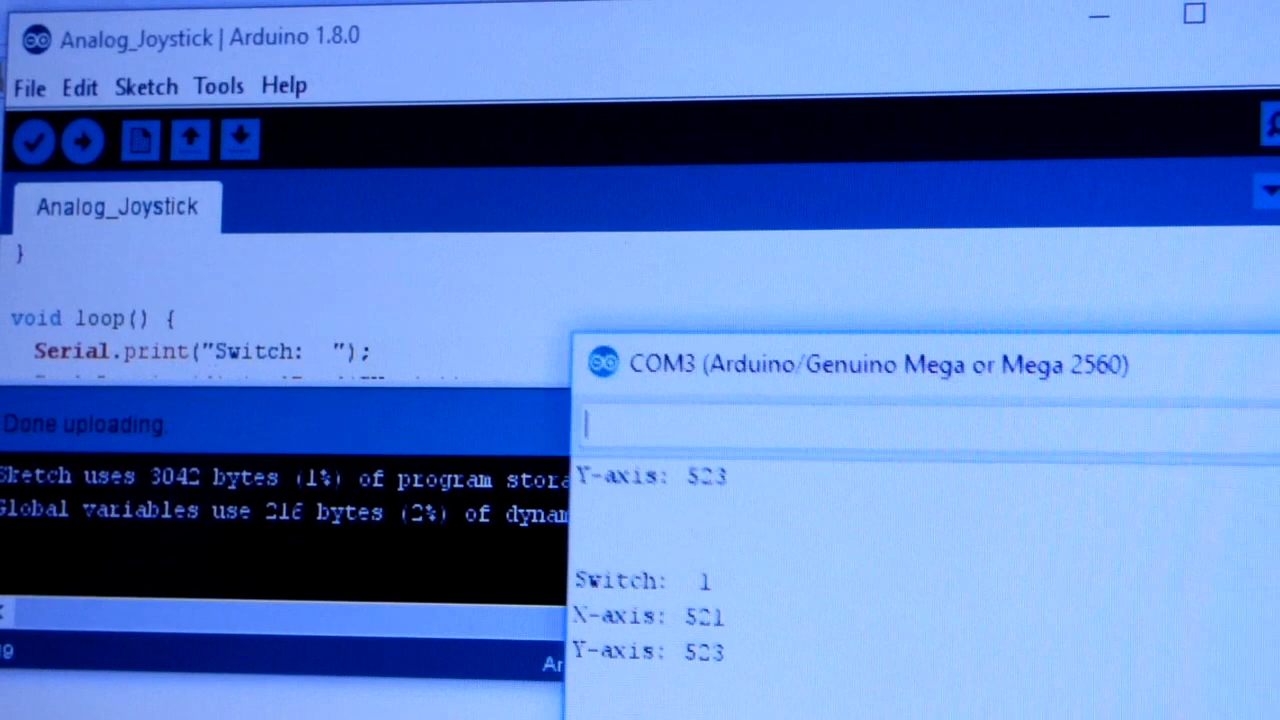 Analog_Joystick | Arduino 1.8.0
File Edit Sketch Tools Help
Analog_Joystick
}
void loop() {
Serial.print("Switch:  ");
Done uploading.
Sketch uses 3042 bytes (1%) of program stora
Global variables use 216 bytes (2%) of dynam
Ar
COM3 (Arduino/Genuino Mega or Mega 2560)
Y-axis: 523
Switch:  1
X-axis: 521
Y-axis: 523